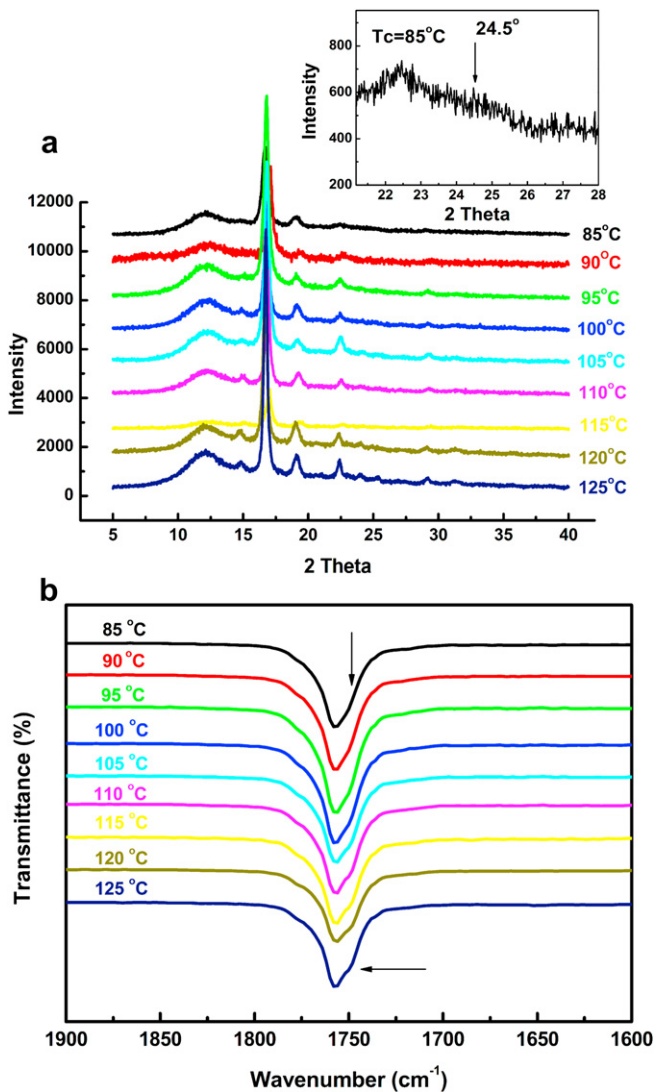 Tc=85°C
24.5°
Intensity
800
600
400
200
22 23 24 25 26 27 28
2 Theta
a
Intensity
12000
10000
8000
6000
4000
2000
0
85°C
90°C
95°C
100°C
105°C
110°C
115°C
120°C
125°C
5 10 15 20 25 30 35 40
2 Theta
b
Transmittance (%)
85 °C
90 °C
95 °C
100 °C
105 °C
110 °C
115 °C
120 °C
125 °C
1900 1850 1800 1750 1700 1650 1600
Wavenumber (cm⁻¹)